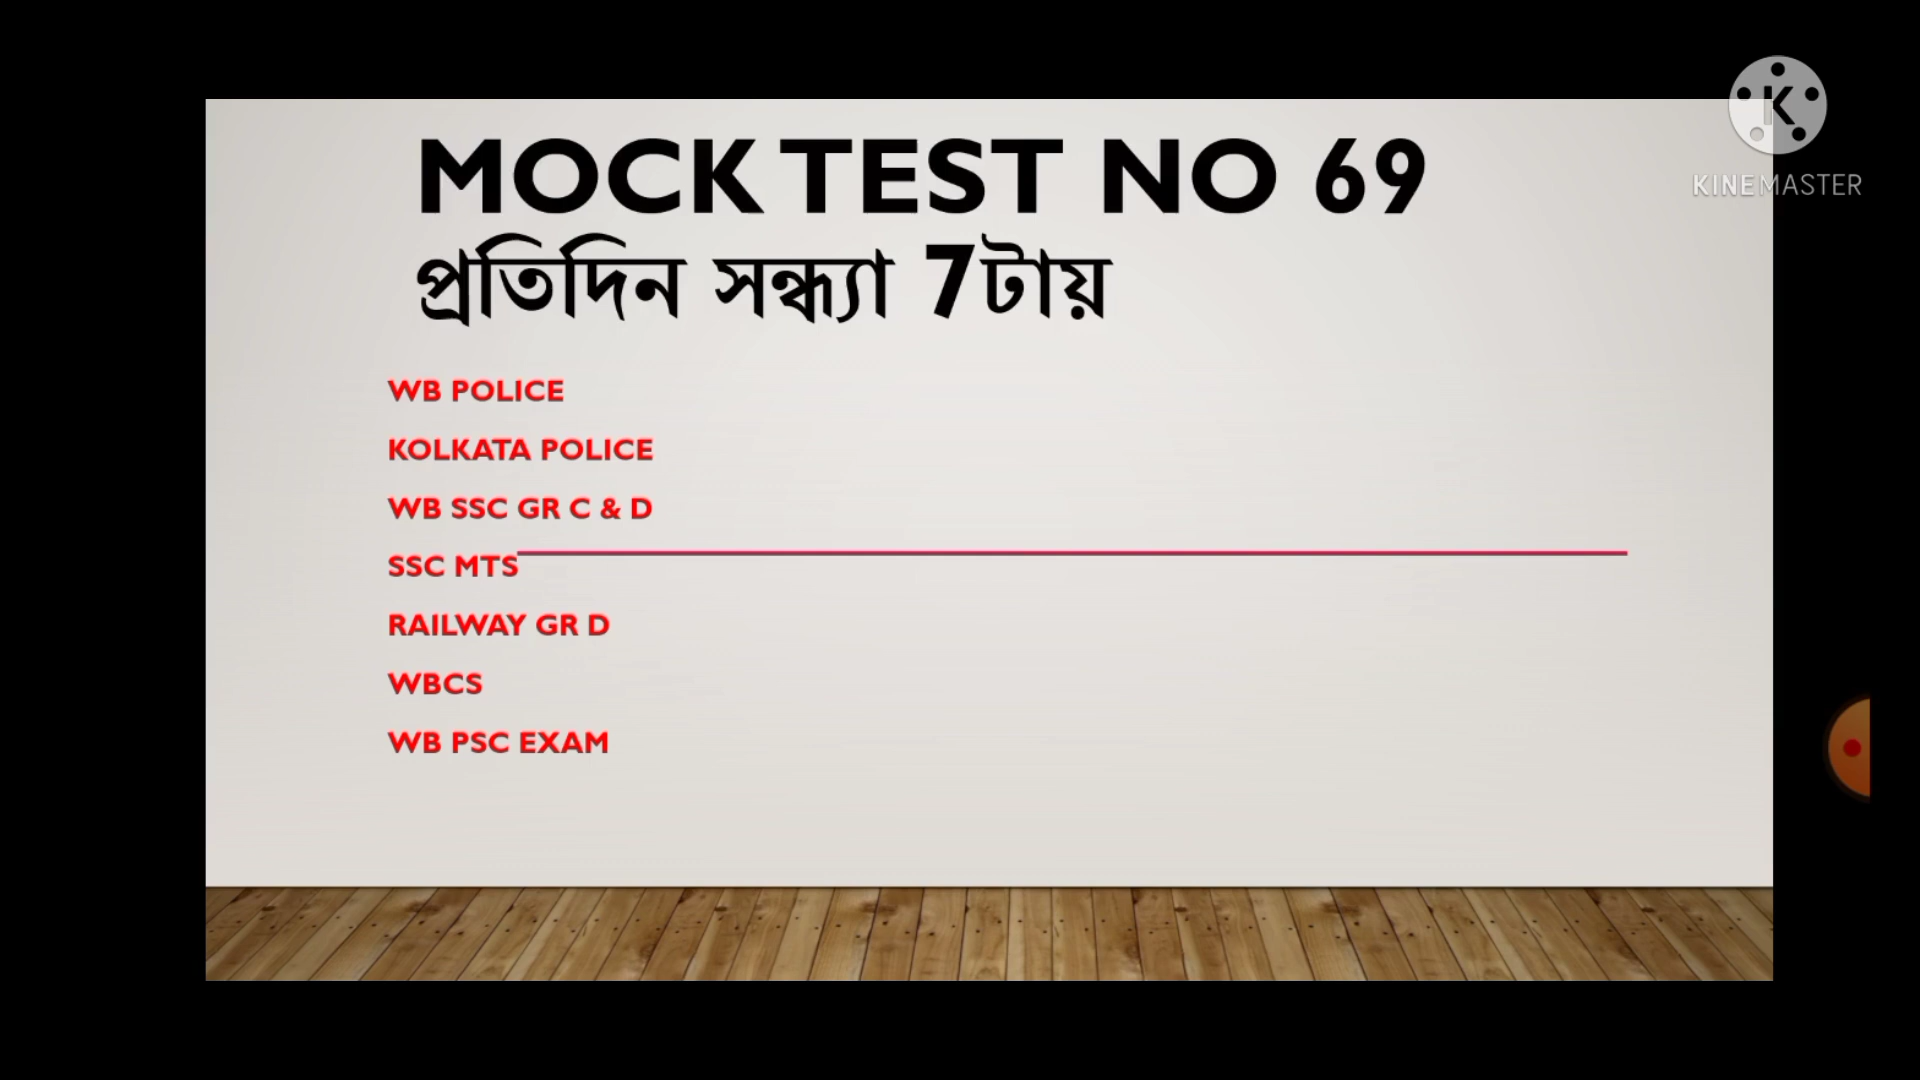 MOCK TEST NO 69
প্রতিদিন সন্ধ্যা 7টায়
WB POLICE
KOLKATA POLICE
WB SSC GR C & D
SSC MTS
RAILWAY GR D
WBCS
WB PSC EXAM
K
KINEMASTER